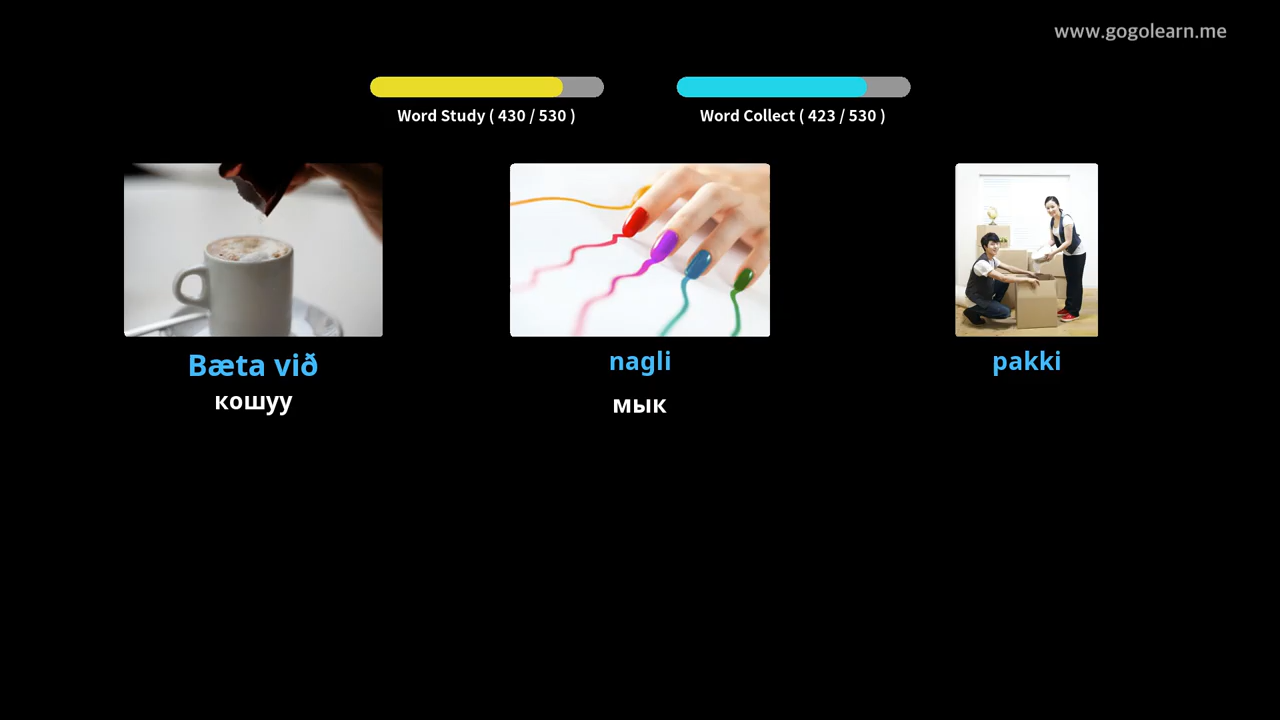 www.gogolearn.me
Word Study ( 430 / 530 )
Word Collect ( 423 / 530 )
Bæta við
кошуу
nagli
мык
pakki